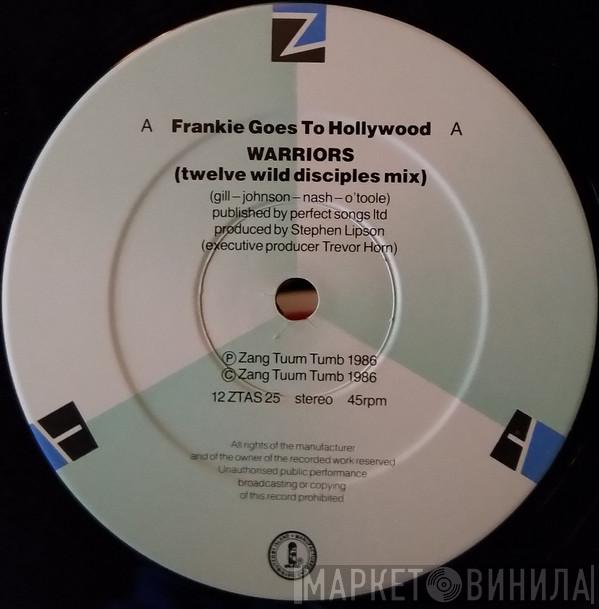 Z
A Frankie Goes To Hollywood A
WARRIORS
(twelve wild disciples mix)
(gill – johnson – nash – o'toole)
published by perfect songs ltd
produced by Stephen Lipson
(executive producer Trevor Horn)
Ⓟ Zang Tuum Tumb 1986
© Zang Tuum Tumb 1986
12 ZTAS 25 stereo 45rpm
All rights of the manufacturer
and of the owner of the recorded work reserved
Unauthorised public performance
broadcasting or copying
of this record prohibited
МАРКЕТ ВИНИЛА